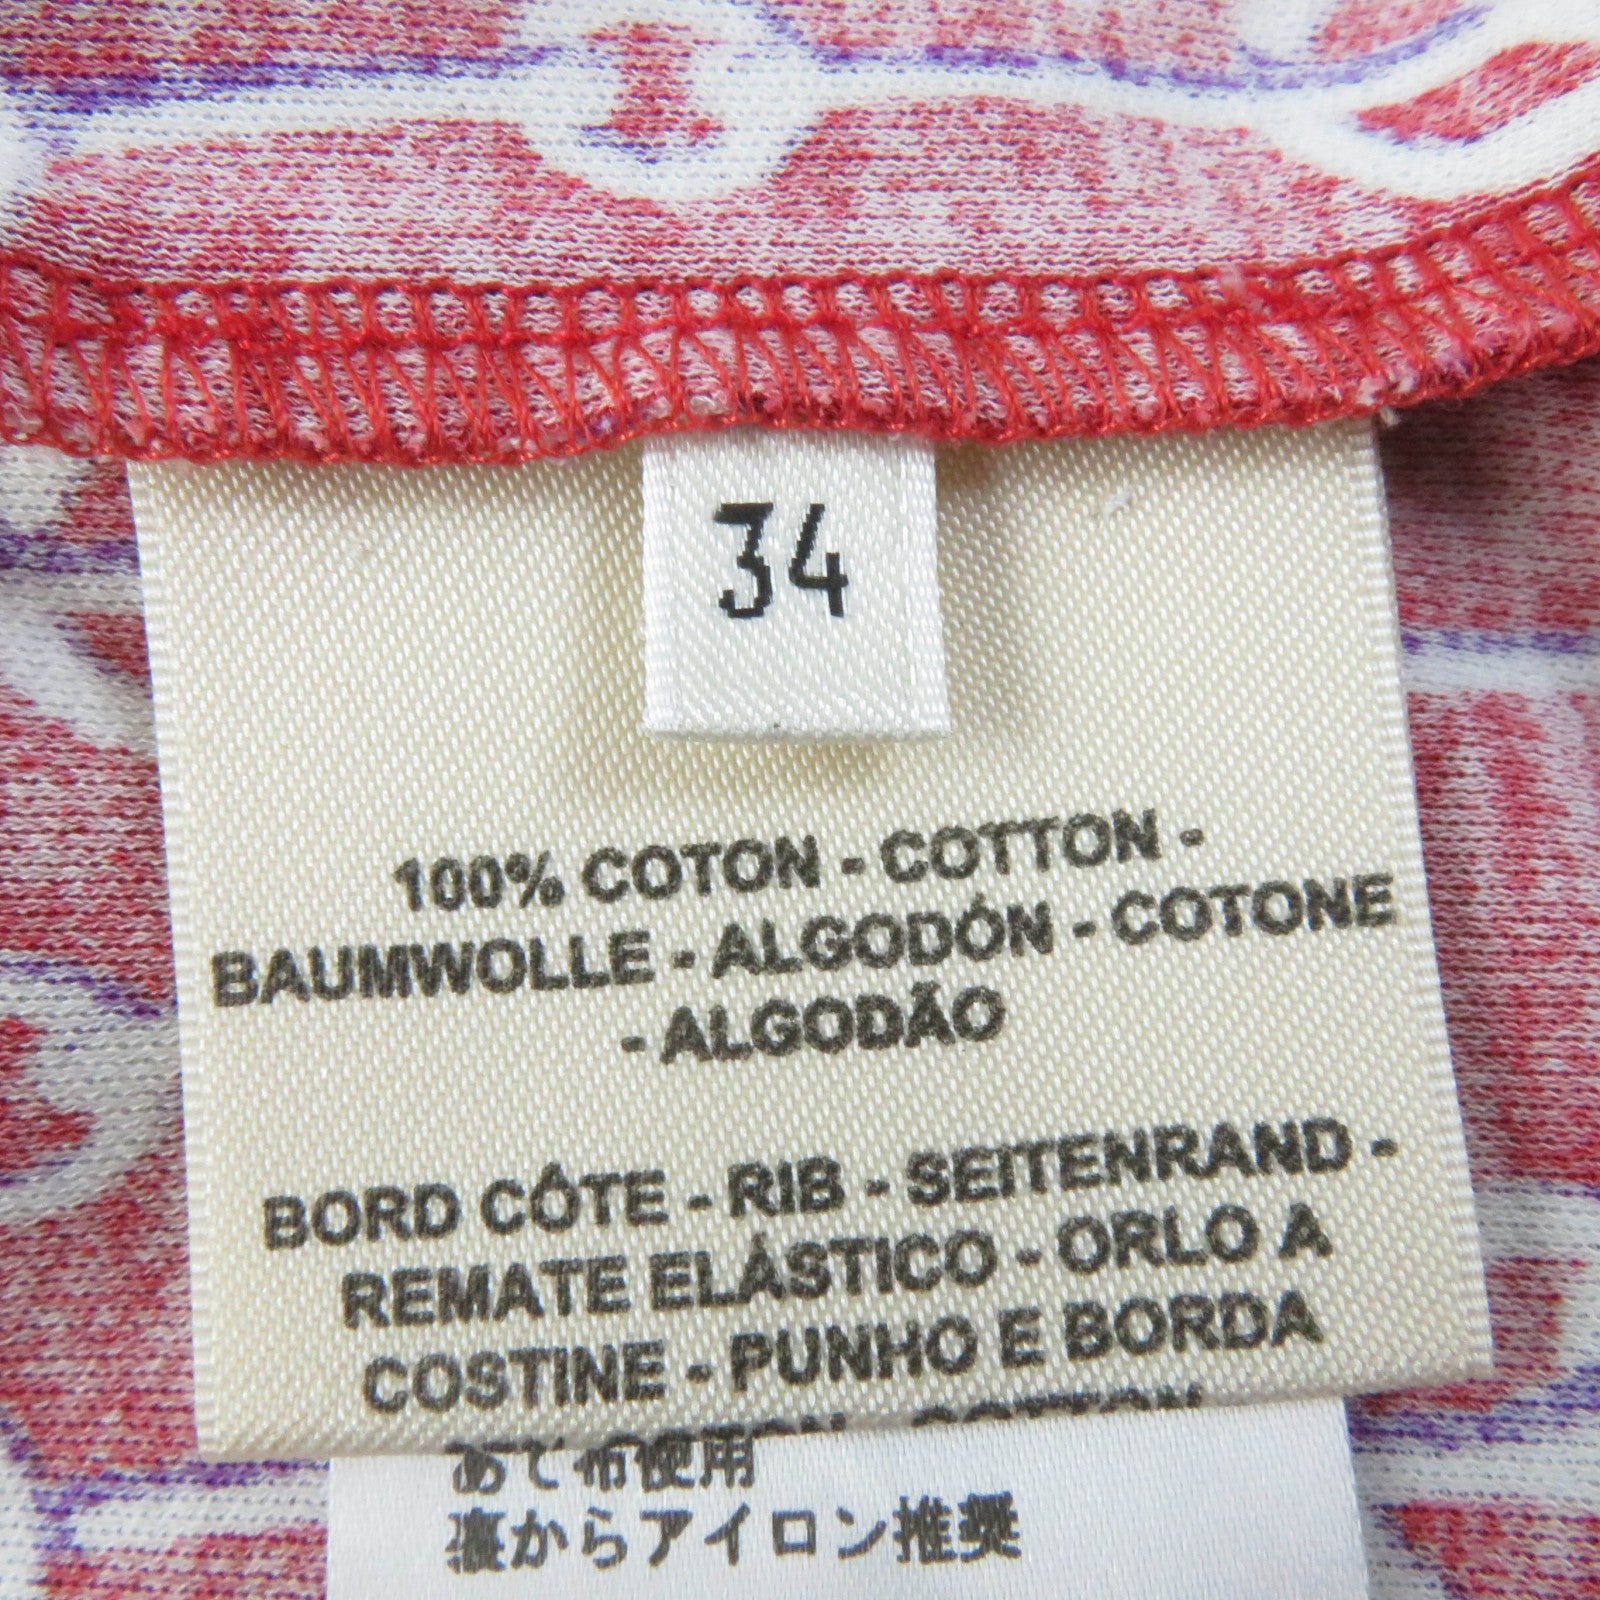 34
100% COTON - COTTON -
BAUMWOLLE - ALGODÓN - COTONE
- ALGODÃO
BORD CÔTE - RIB - SEITENRAND -
REMATE ELÁSTICO - ORLO A
COSTINE - PUNHO E BORDA
COTTON
あて布使用
裏からアイロン推奨